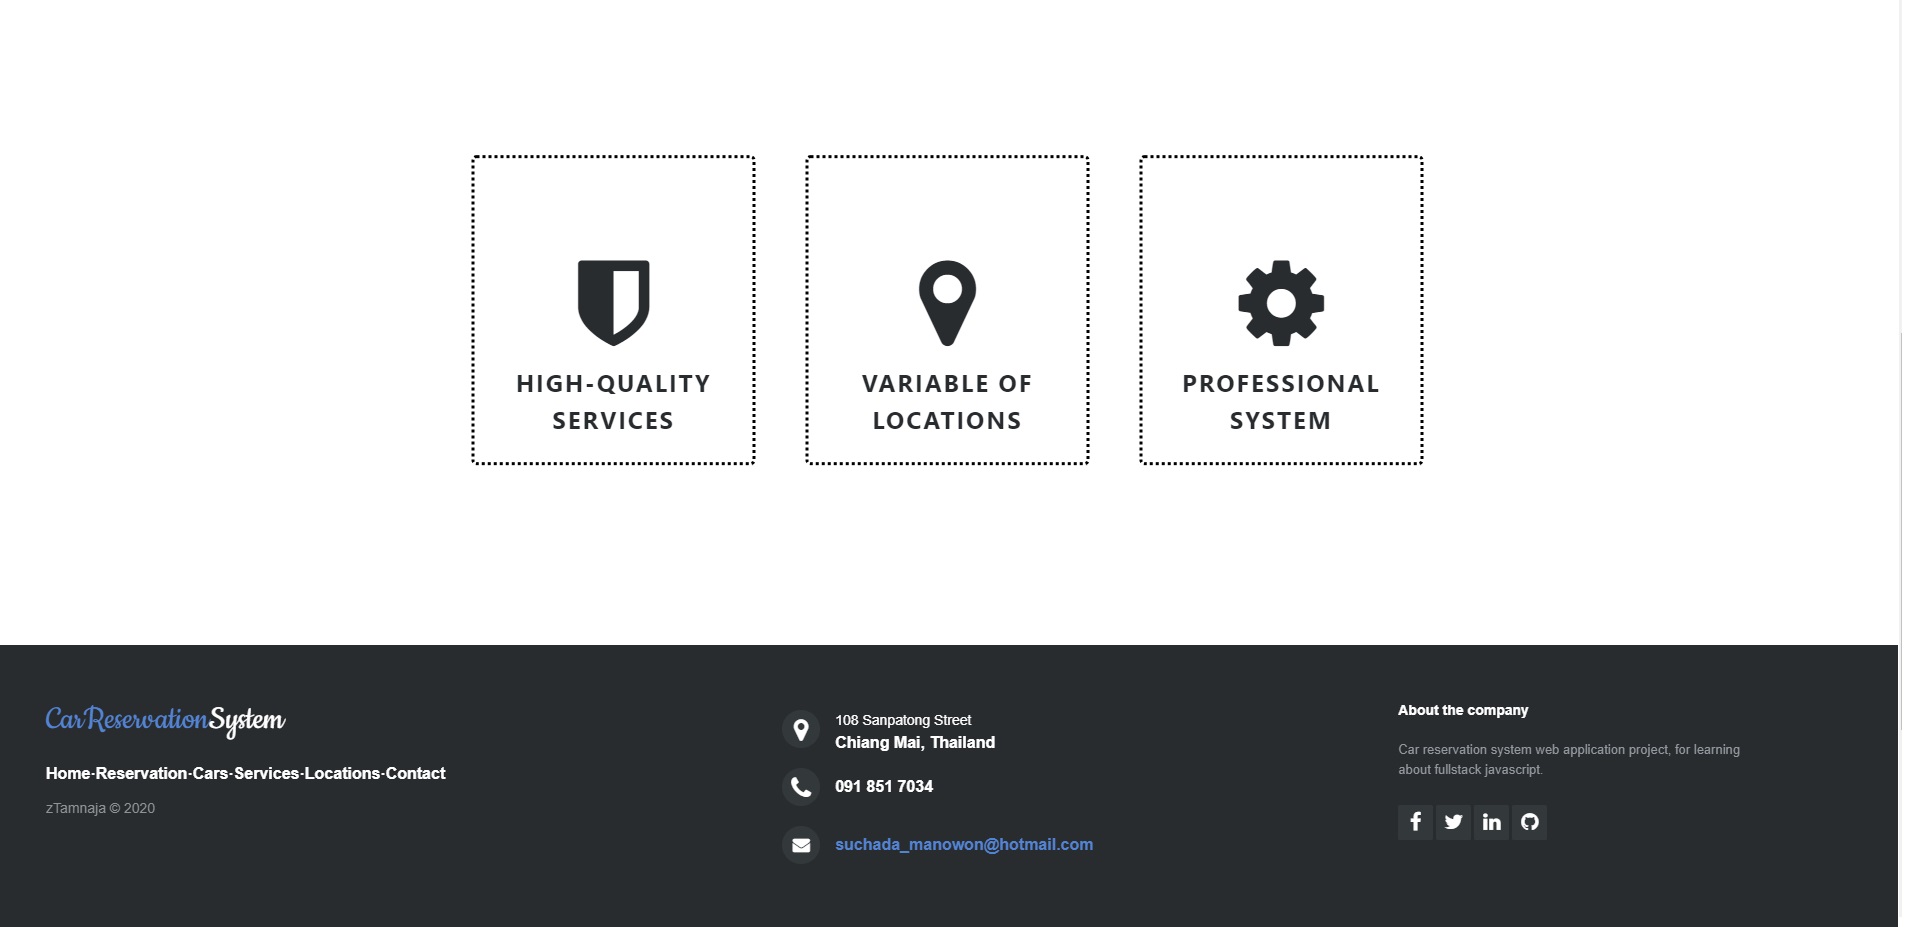 HIGH-QUALITY
SERVICES
VARIABLE OF
LOCATIONS
PROFESSIONAL
SYSTEM
CarReservationSystem
Home·Reservation·Cars·Services·Locations·Contact
zTamnaja © 2020
108 Sanpatong Street
Chiang Mai, Thailand
091 851 7034
suchada_manowon@hotmail.com
About the company
Car reservation system web application project, for learning
about fullstack javascript.